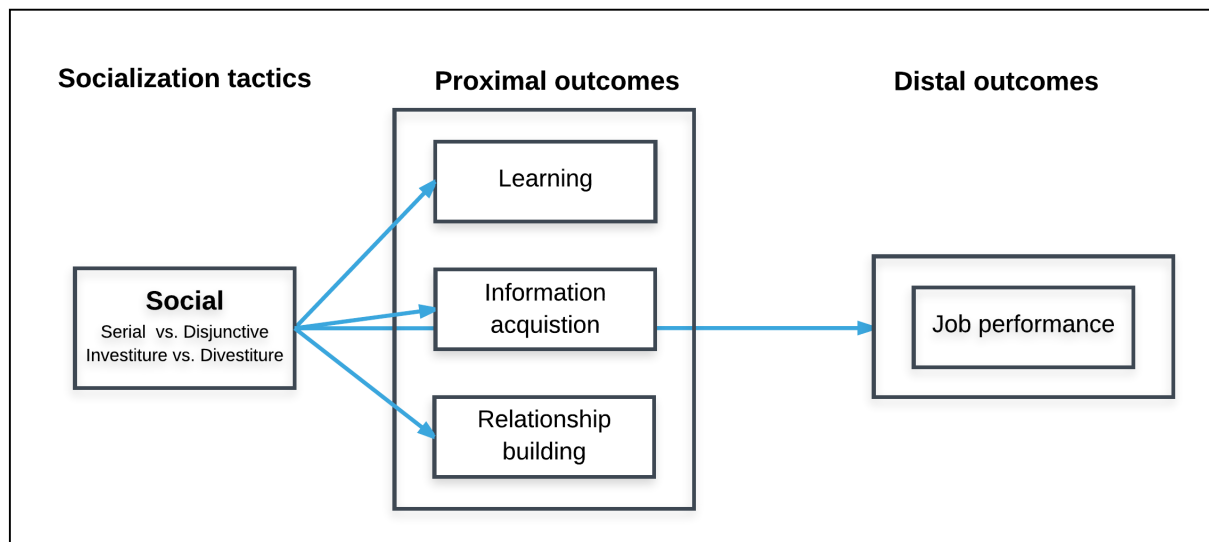 Socialization tactics
Proximal outcomes
Distal outcomes
Learning
Social
Serial vs. Disjunctive
Investiture vs. Divestiture
Information
acquistion
Job performance
Relationship
building